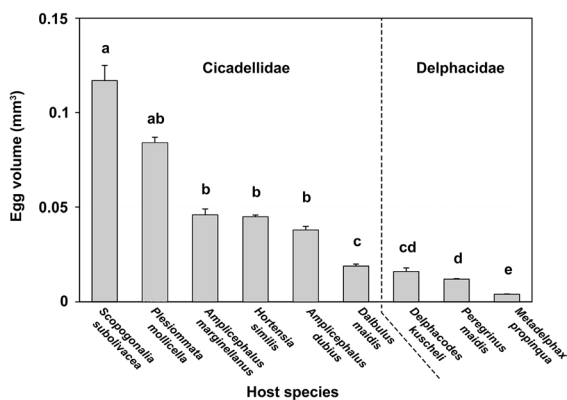 0.15
0.1
0.05
0
Egg volume (mm³)
Cicadellidae
Delphacidae
a
ab
b
b
b
c
cd
d
e
Scopogonalia
subolivacea
Plesiommata
mollicella
Amplicephalus
marginellanus
Hortensia
similis
Amplicephalus
dubius
Dalbulus
maidis
Delphacodes
kuscheli
Peregrinus
maidis
Metadelphax
propinqua
Host species